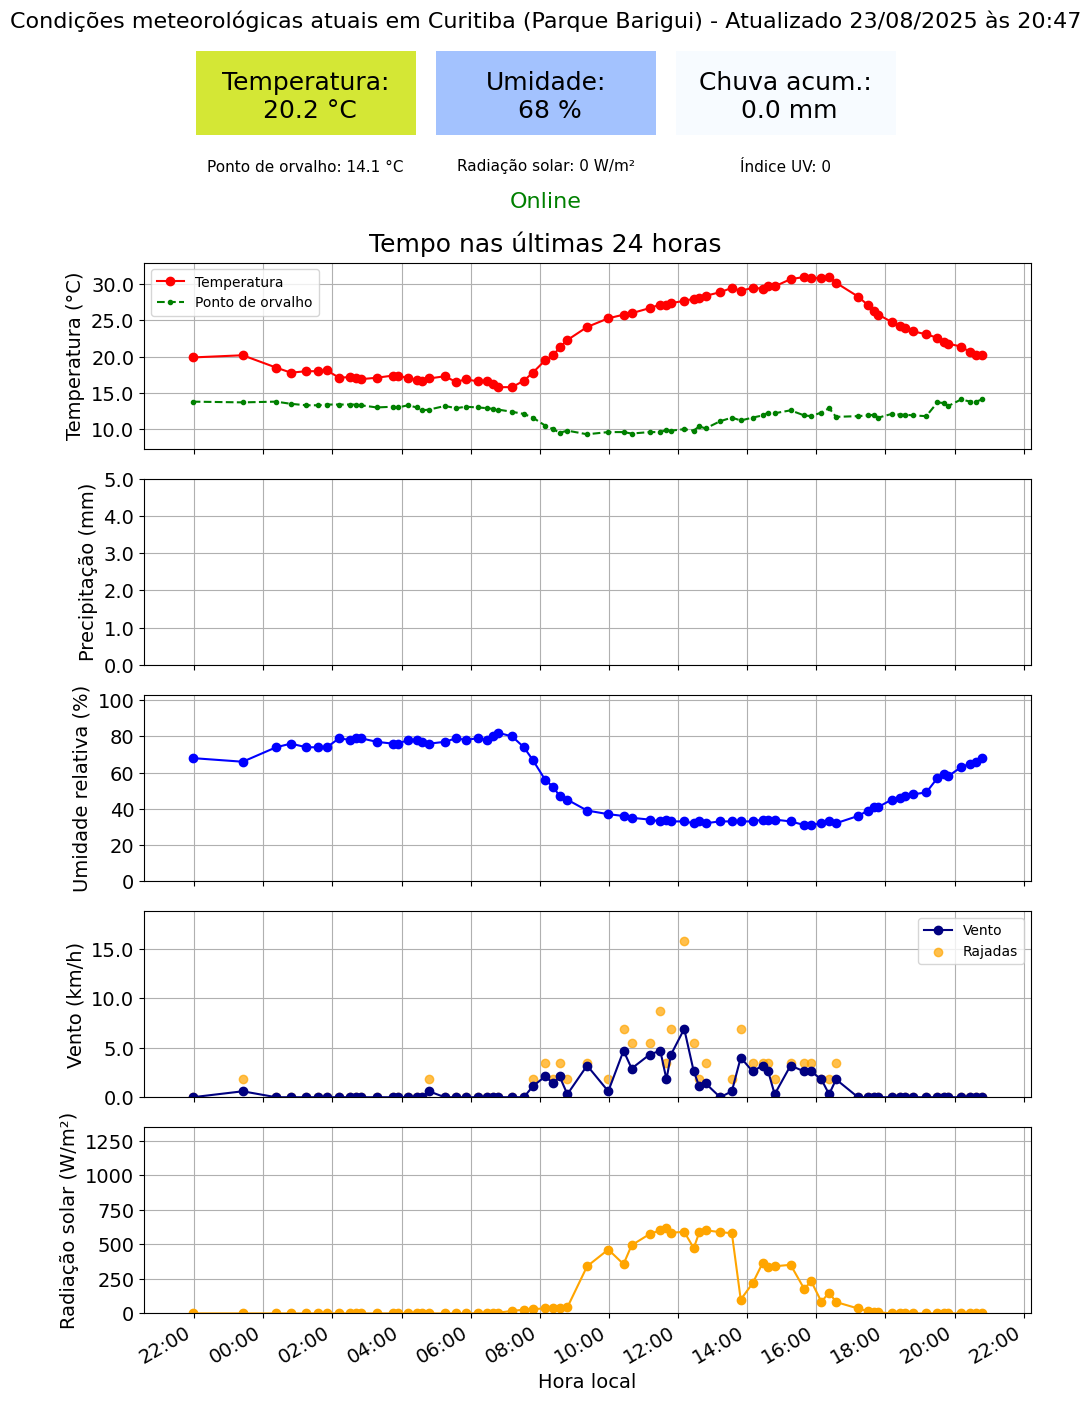 Condições meteorológicas atuais em Curitiba (Parque Barigui) - Atualizado 23/08/2025 às 20:47
Temperatura:
20.2 °C
Umidade:
68 %
Chuva acum.:
0.0 mm
Ponto de orvalho: 14.1 °C
Radiação solar: 0 W/m²
Índice UV: 0
Online
Tempo nas últimas 24 horas
Temperatura (°C)
30.0
25.0
20.0
15.0
10.0
Temperatura
Ponto de orvalho
Precipitação (mm)
5.0
4.0
3.0
2.0
1.0
0.0
Umidade relativa (%)
100
80
60
40
20
0
Vento (km/h)
15.0
10.0
5.0
0.0
Vento
Rajadas
Radiação solar (W/m²)
1250
1000
750
500
250
0
22:00
00:00
02:00
04:00
06:00
08:00
10:00
12:00
14:00
16:00
18:00
20:00
22:00
Hora local